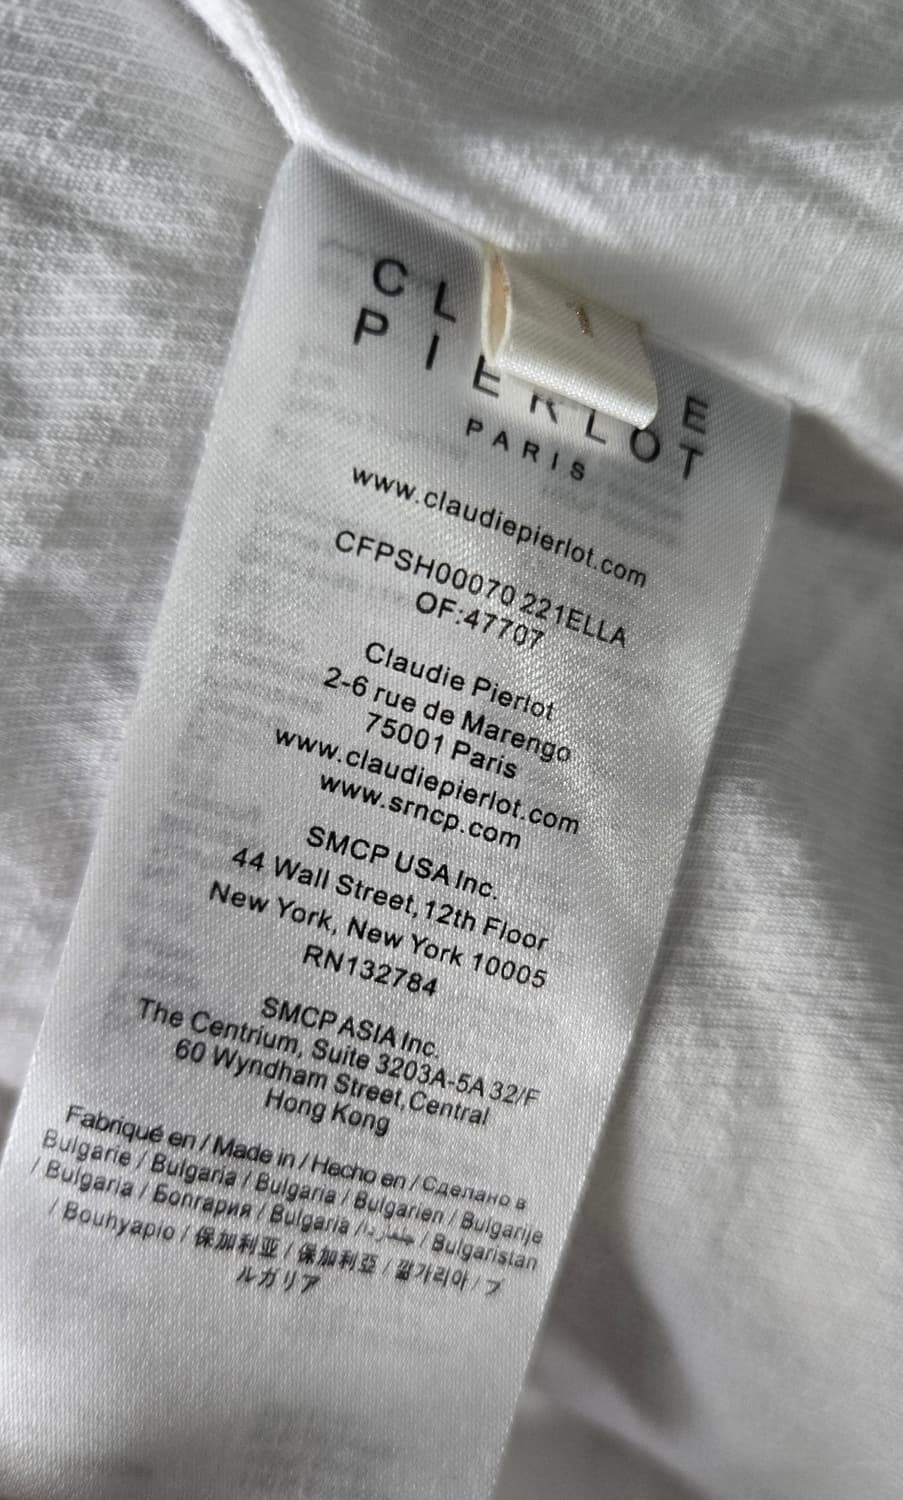 CL E
PIERLOT
PARIS
1
www.claudiepierlot.com
CFPSH00070 221ELLA
OF:47707
Claudie Pierlot
2-6 rue de Marengo
75001 Paris
www.claudiepierlot.com
www.srncp.com
SMCP USA Inc.
44 Wall Street, 12th Floor
New York, New York 10005
RN132784
SMCP ASIA Inc.
The Centrium, Suite 3203A-5A 32/F
60 Wyndham Street, Central
Hong Kong
Fabriqué en / Made in / Hecho en / Сделано в
Bulgarie / Bulgaria / Bulgaria / Bulgarien / Bulgarije
/ Bulgaria / Болгария / Bulgaria / / Bulgaristan
/ Bouhyapio / 保加利亚 / 保加利亞 / 불가리아 / ブ
ルガリア